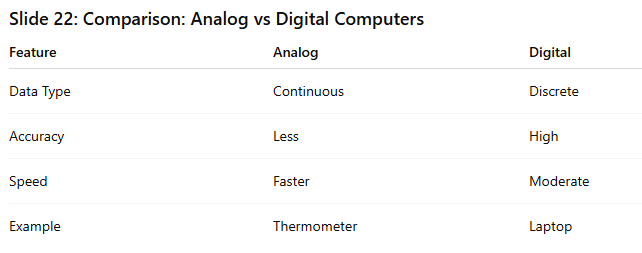 Slide 22: Comparison: Analog vs Digital Computers
Feature Analog Digital
Data Type Continuous Discrete
Accuracy Less High
Speed Faster Moderate
Example Thermometer Laptop